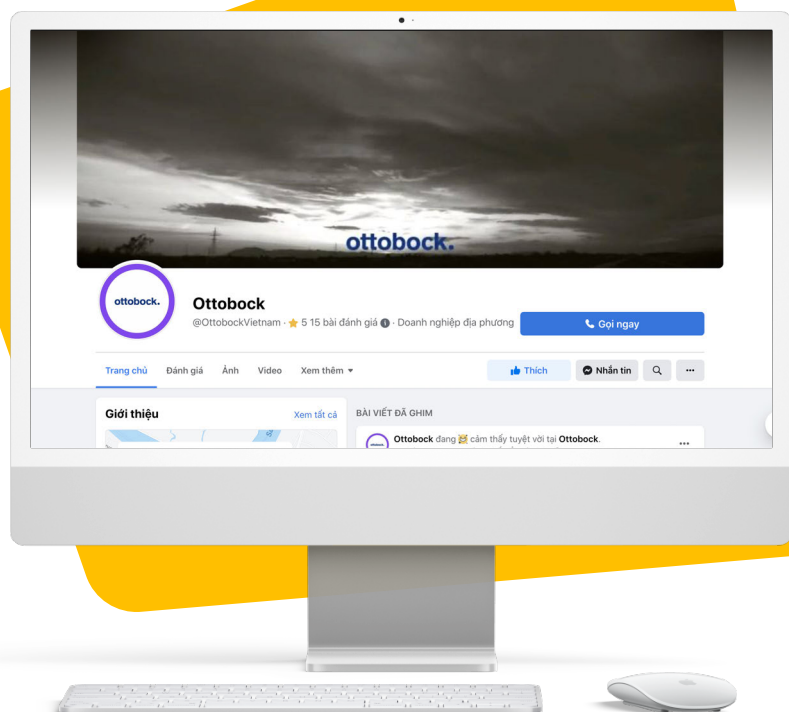 ottobock.
ottobock.
Ottobock
@OttobockVietnam · 5 15 bài đánh giá · Doanh nghiệp địa phương
Gọi ngay
Trang chủ Đánh giá Ảnh Video Xem thêm
Thích Nhắn tin
Giới thiệu Xem tất cả
BÀI VIẾT ĐÃ GHIM
Ottobock đang cảm thấy tuyệt vời tại Ottobock.